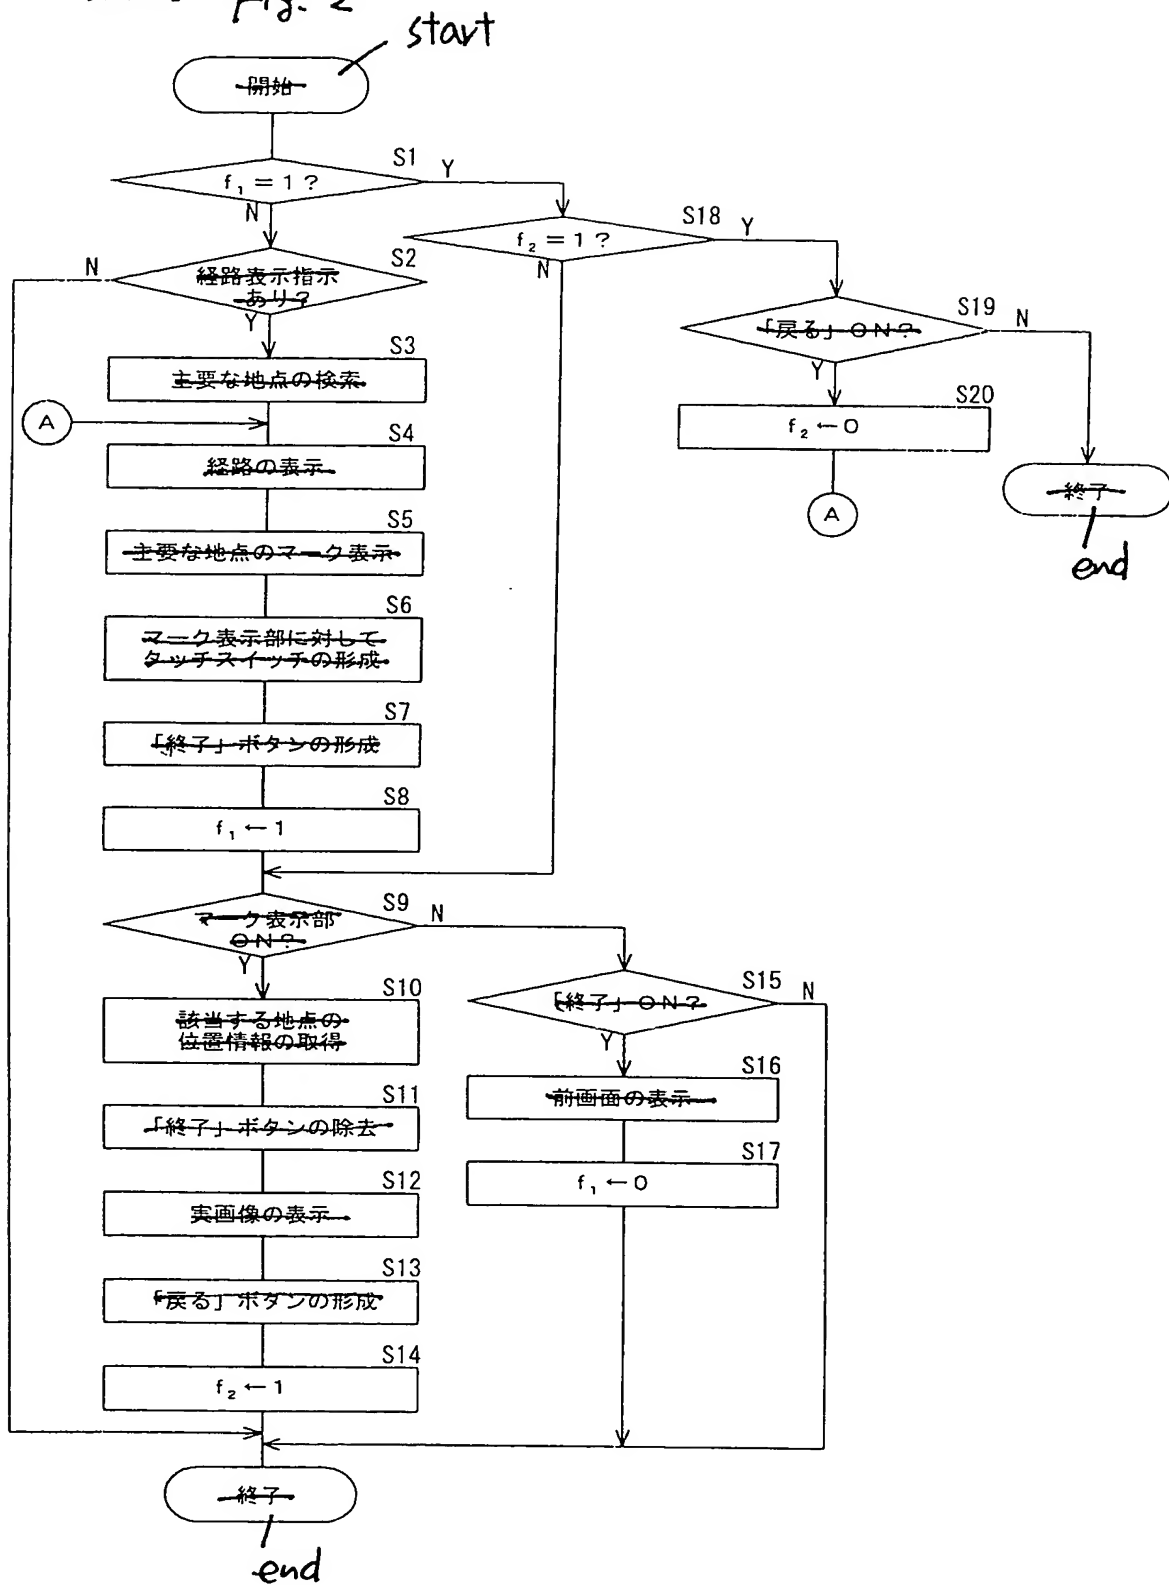 Fig. 2
start
開始
S1
Y
f₁=1?
N
S18
Y
f₂=1?
N
S2
N
経路表示指示
あり?
Y
S19
N
「戻る」ON?
Y
S3
主要な地点の検索
S20
f₂←0
A
A
S4
経路の表示
終了
end
S5
主要な地点のマーク表示
S6
マーク表示部に対して
タッチスイッチの形成
S7
「終了」ボタンの形成
S8
f₁←1
S9
N
マーク表示部
ON?
Y
S15
N
「終了」ON?
Y
S10
該当する地点の
位置情報の取得
S16
前画面の表示
S11
「終了」ボタンの除去
S17
f₁←0
S12
実画像の表示
S13
「戻る」ボタンの形成
S14
f₂←1
終了
end